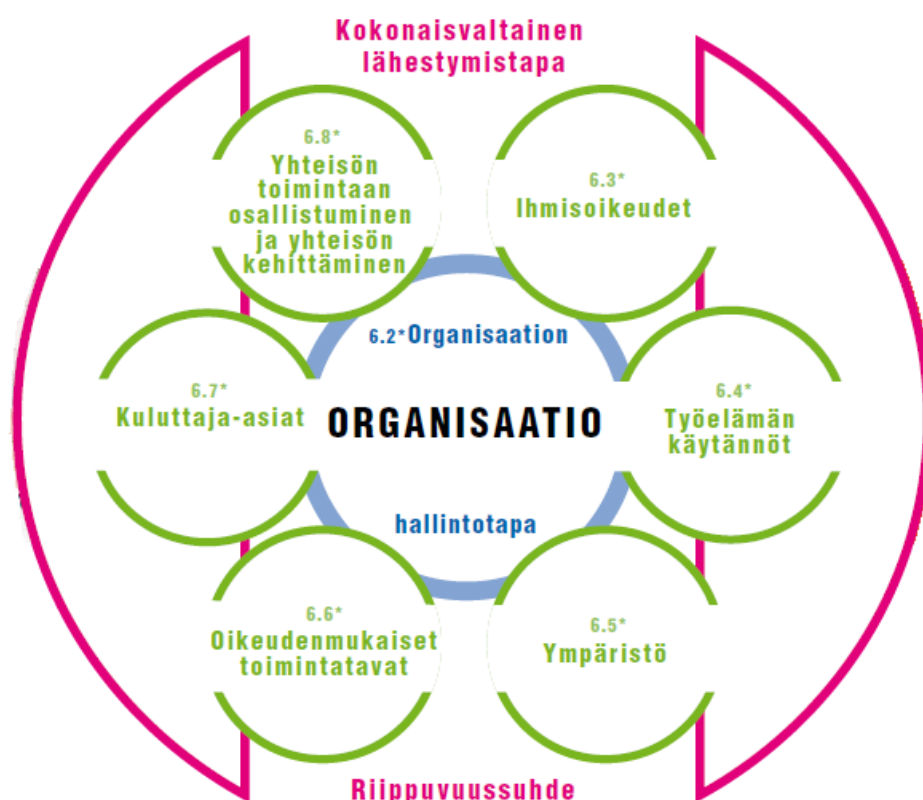 Kokonaisvaltainen
lähestymistapa
6.8*
Yhteisön
toimintaan
osallistuminen
ja yhteisön
kehittäminen
6.3*
Ihmisoikeudet
6.2*Organisaation
6.7*
Kuluttaja-asiat
ORGANISAATIO
6.4*
Työelämän
käytännöt
hallintotapa
6.6*
Oikeudenmukaiset
toimintatavat
6.5*
Ympäristö
Riippuvuussuhde